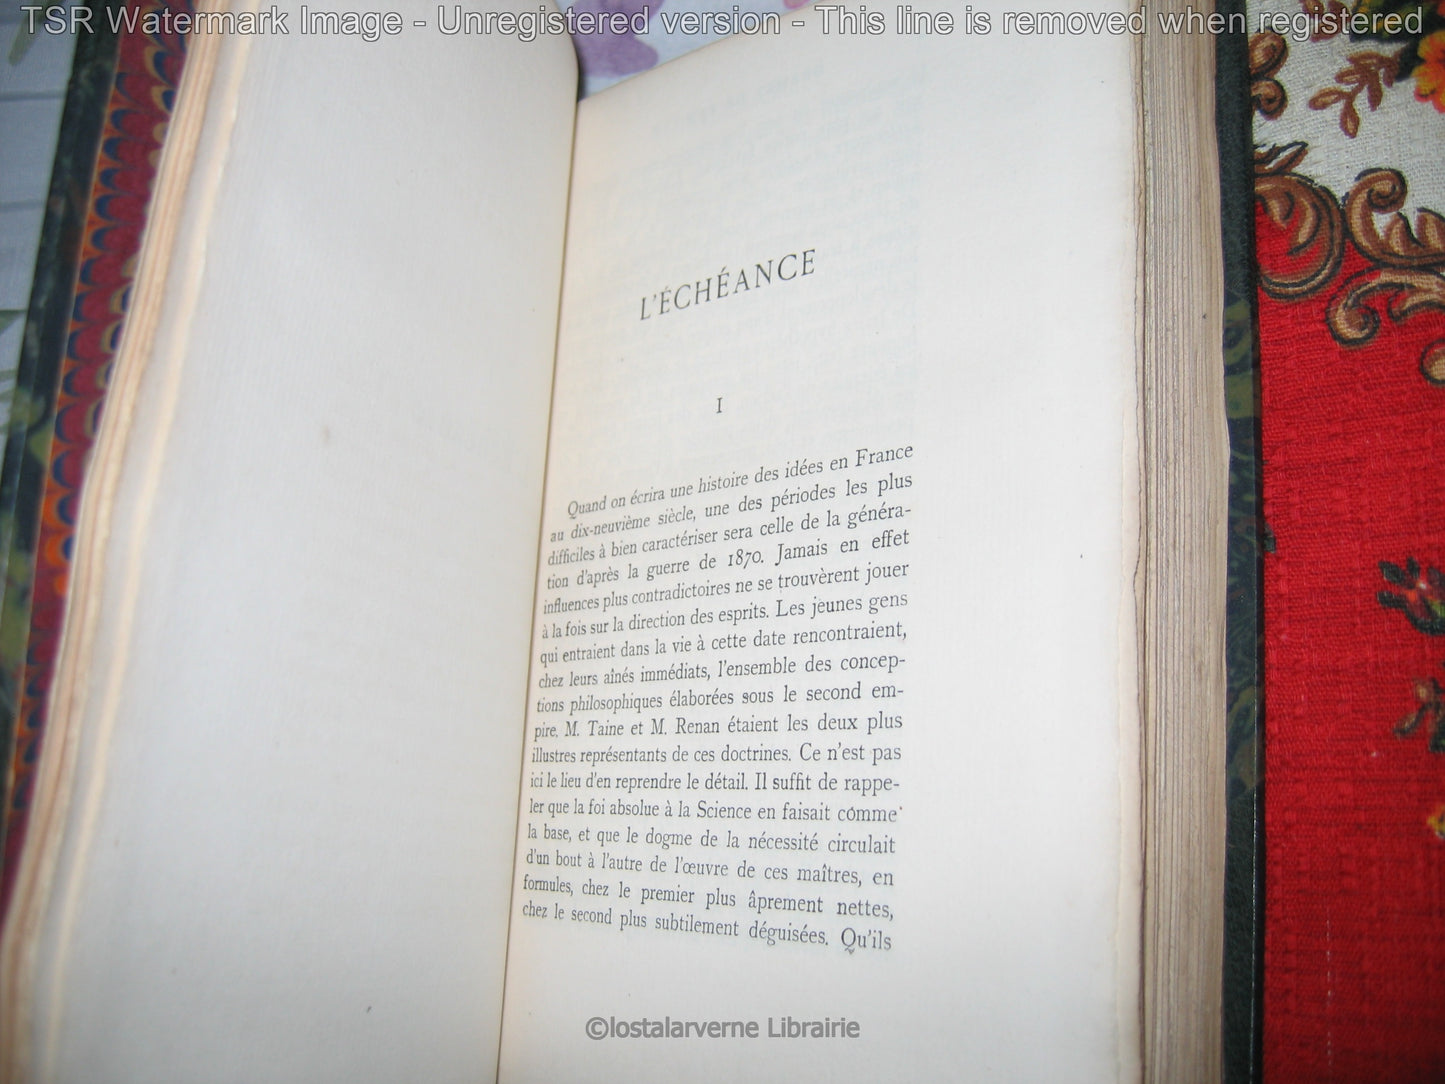 TSR Watermark Image - Unregistered version - This line is removed when registered
L'ÉCHÉANCE
I
Quand on écrira une histoire des idées en France
au dix-neuvième siècle, une des périodes les plus
difficiles à bien caractériser sera celle de la généra-
tion d'après la guerre de 1870. Jamais en effet
influences plus contradictoires ne se trouvèrent jouer
à la fois sur la direction des esprits. Les jeunes gens
qui entraient dans la vie à cette date rencontraient,
chez leurs aînés immédiats, l'ensemble des concep-
tions philosophiques élaborées sous le second em-
pire. M. Taine et M. Renan étaient les deux plus
illustres représentants de ces doctrines. Ce n'est pas
ici le lieu d'en reprendre le détail. Il suffit de rappe-
ler que la foi absolue à la Science en faisait comme
la base, et que le dogme de la nécessité circulait
d'un bout à l'autre de l'œuvre de ces maîtres, en
formules, chez le premier plus âprement nettes,
chez le second plus subtilement déguisées. Qu'ils
©lostalarverne Librairie